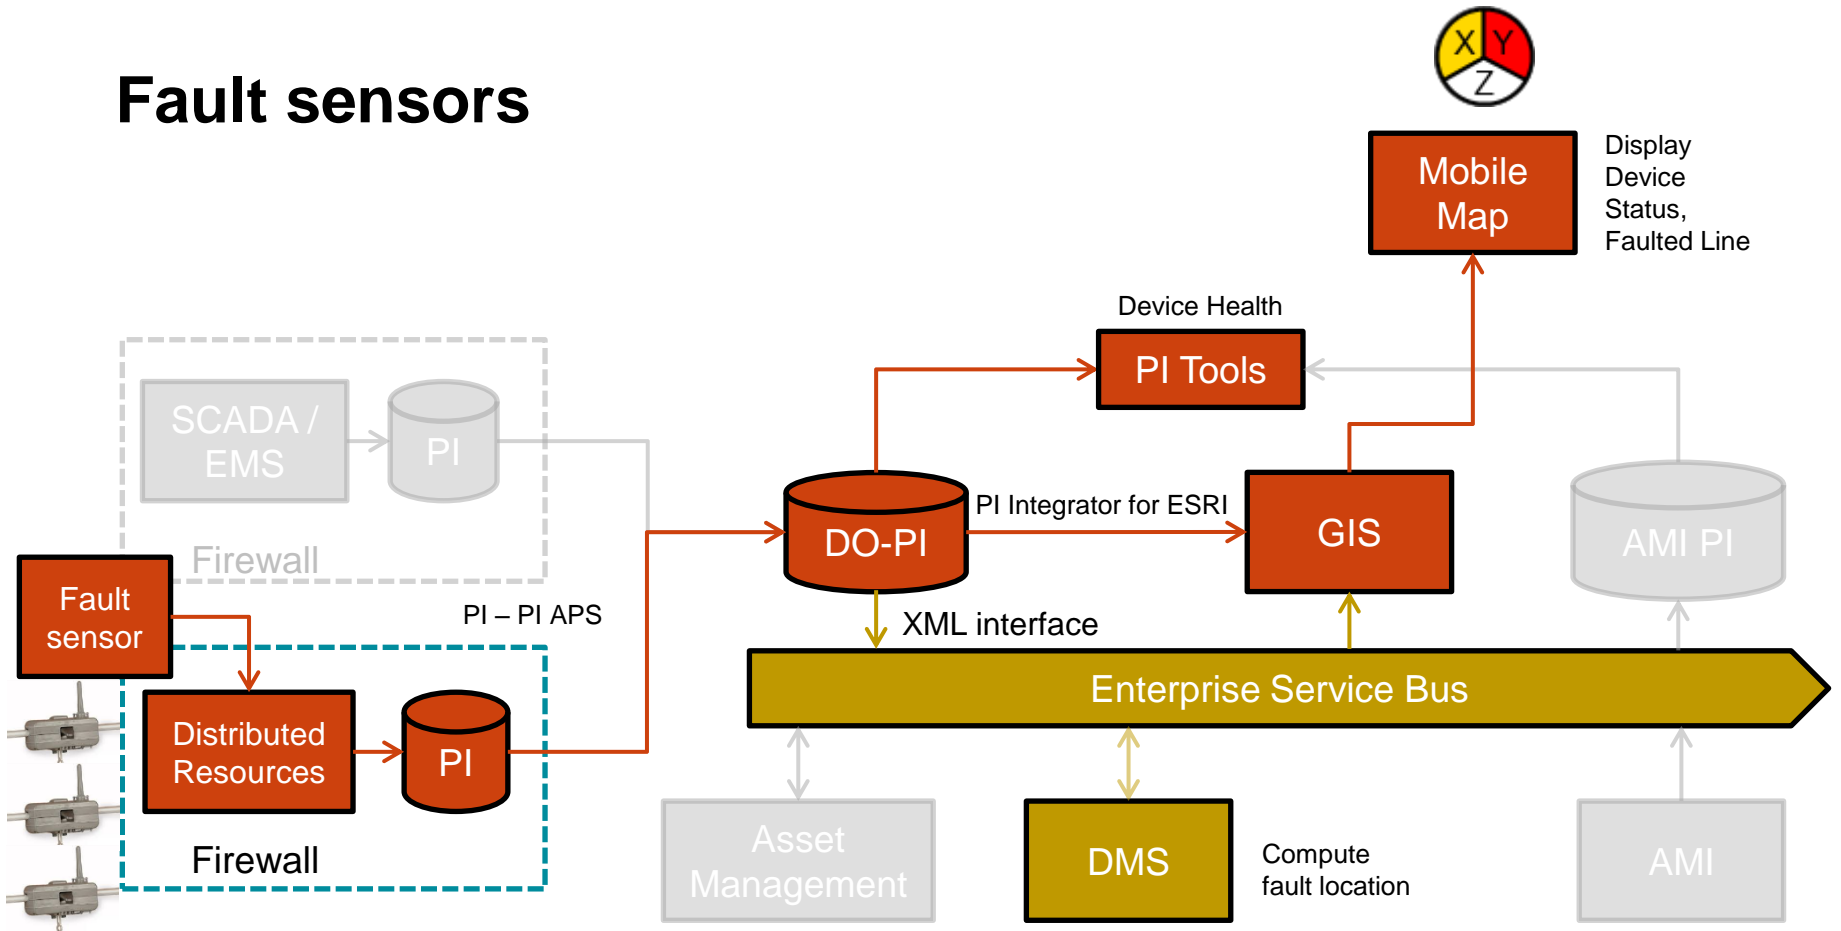 Fault sensors
X Y
Z
Mobile
Map
Display
Device
Status,
Faulted Line
Device Health
PI Tools
SCADA /
EMS
PI
Firewall
DO-PI
PI Integrator for ESRI
GIS
AMI PI
Fault
sensor
PI – PI APS
XML interface
Enterprise Service Bus
Distributed
Resources
PI
Firewall
Asset
Management
DMS
Compute
fault location
AMI